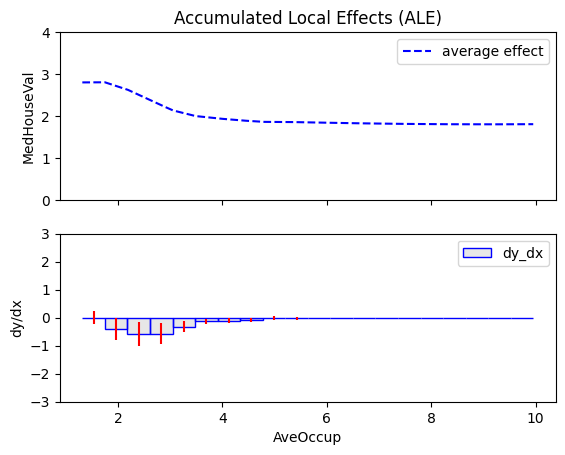 Accumulated Local Effects (ALE)
4
3
2
1
0
MedHouseVal
average effect
3
2
1
0
−1
−2
−3
dy/dx
dy_dx
2
4
6
8
10
AveOccup